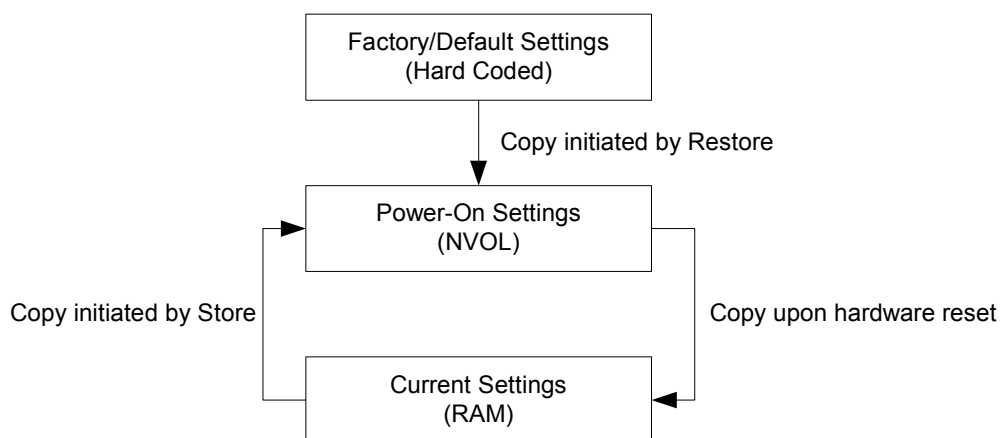 Factory/Default Settings
(Hard Coded)
Copy initiated by Restore
Power-On Settings
(NVOL)
Copy initiated by Store
Copy upon hardware reset
Current Settings
(RAM)